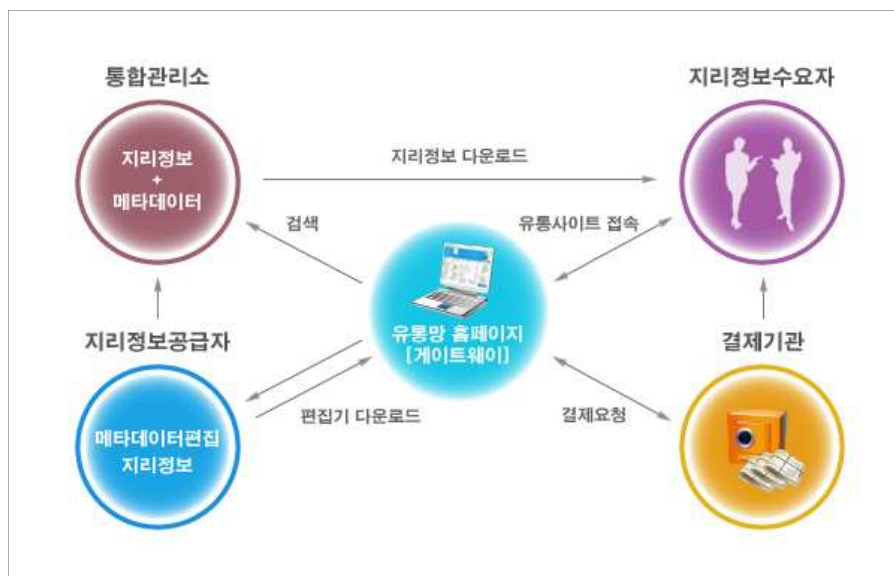 통합관리소
지리정보수요자
지리정보
+
메타데이터
지리정보 다운로드
검색
유통사이트 접속
유통망 홈페이지
[게이트웨이]
지리정보공급자
결제기관
편집기 다운로드
결제요청
메타데이터편집
지리정보